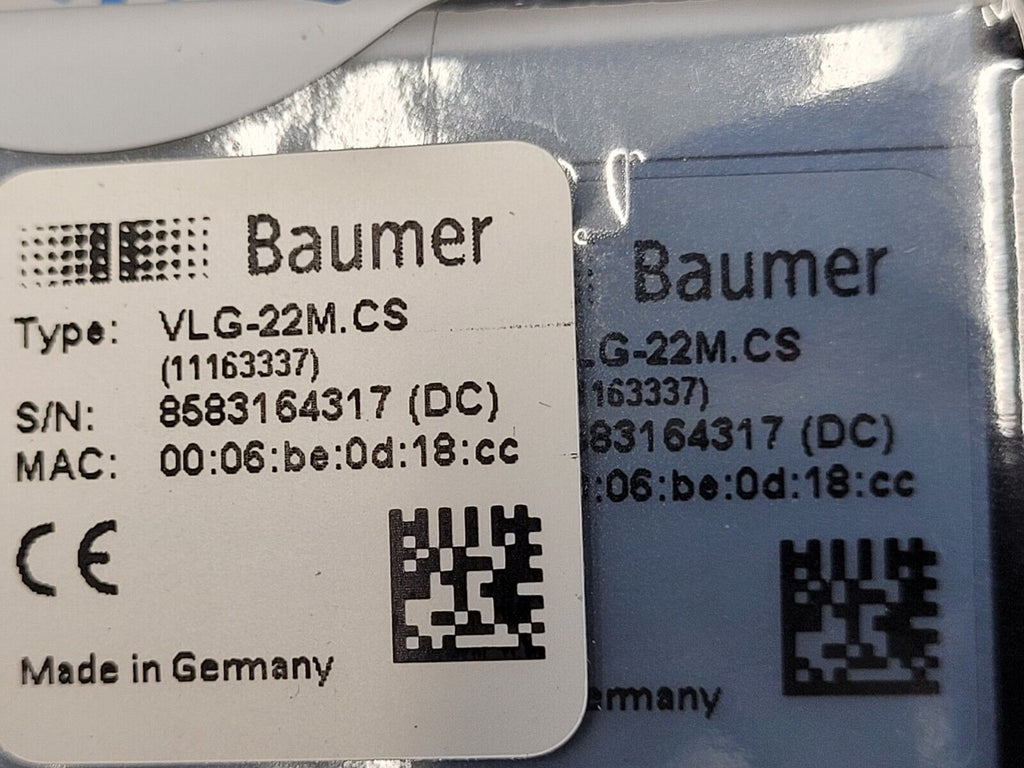 Baumer
Type: VLG-22M.CS
(11163337)
S/N: 8583164317 (DC)
MAC: 00:06:be:0d:18:cc
CE
Made in Germany
Baumer
LG-22M.CS
163337)
83164317 (DC)
:06:be:0d:18:cc
ermany